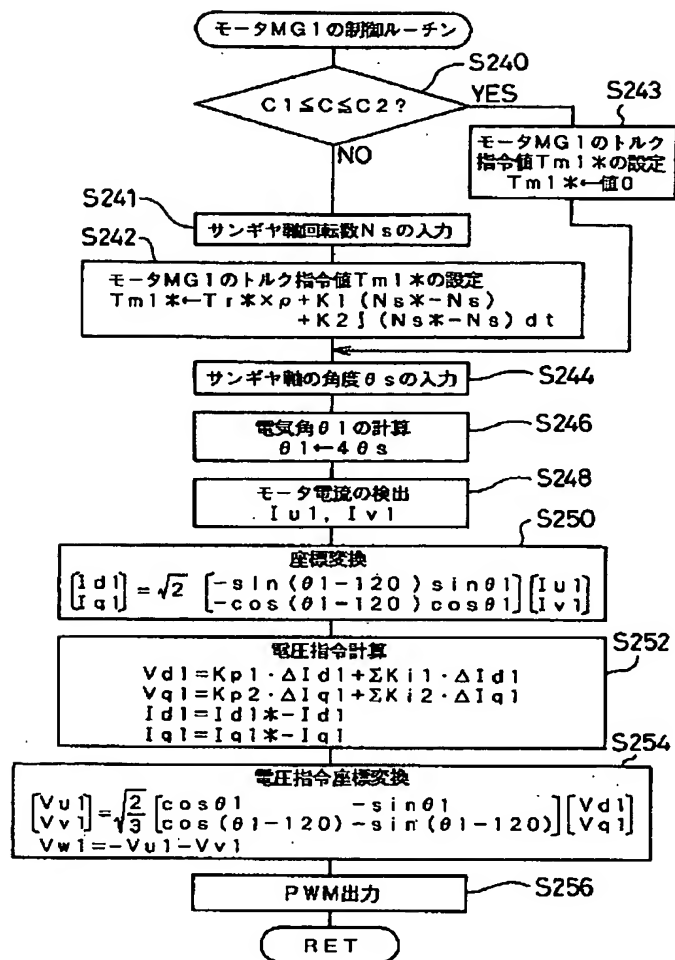 モータMG1の制御ルーチン
S240
C1≦C≦C2?
YES
S243
NO
モータMG1のトルク
指令値Tm1*の設定
Tm1*←値0
S241
サンギヤ軸回転数Nsの入力
S242
モータMG1のトルク指令値Tm1*の設定
Tm1*←Tr*×ρ+K1(Ns*-Ns)
+K2∫(Ns*-Ns)dt
サンギヤ軸の角度θsの入力
S244
電気角θ1の計算
θ1←4θs
S246
モータ電流の検出
Iu1, Iv1
S248
S250
座標変換
[Id1] = √2 [-sin(θ1-120) sinθ1] [Iu1]
[Iq1] [-cos(θ1-120) cosθ1] [Iv1]
S252
電圧指令計算
Vd1=Kp1·ΔId1+ΣKi1·ΔId1
Vq1=Kp2·ΔIq1+ΣKi2·ΔIq1
Id1=Id1*-Id1
Iq1=Iq1*-Iq1
S254
電圧指令座標変換
[Vu1] = √2/3 [cosθ1 -sinθ1] [Vd1]
[Vv1] [cos(θ1-120) -sin(θ1-120)] [Vq1]
Vw1=-Vu1-Vv1
PWM出力
S256
RET